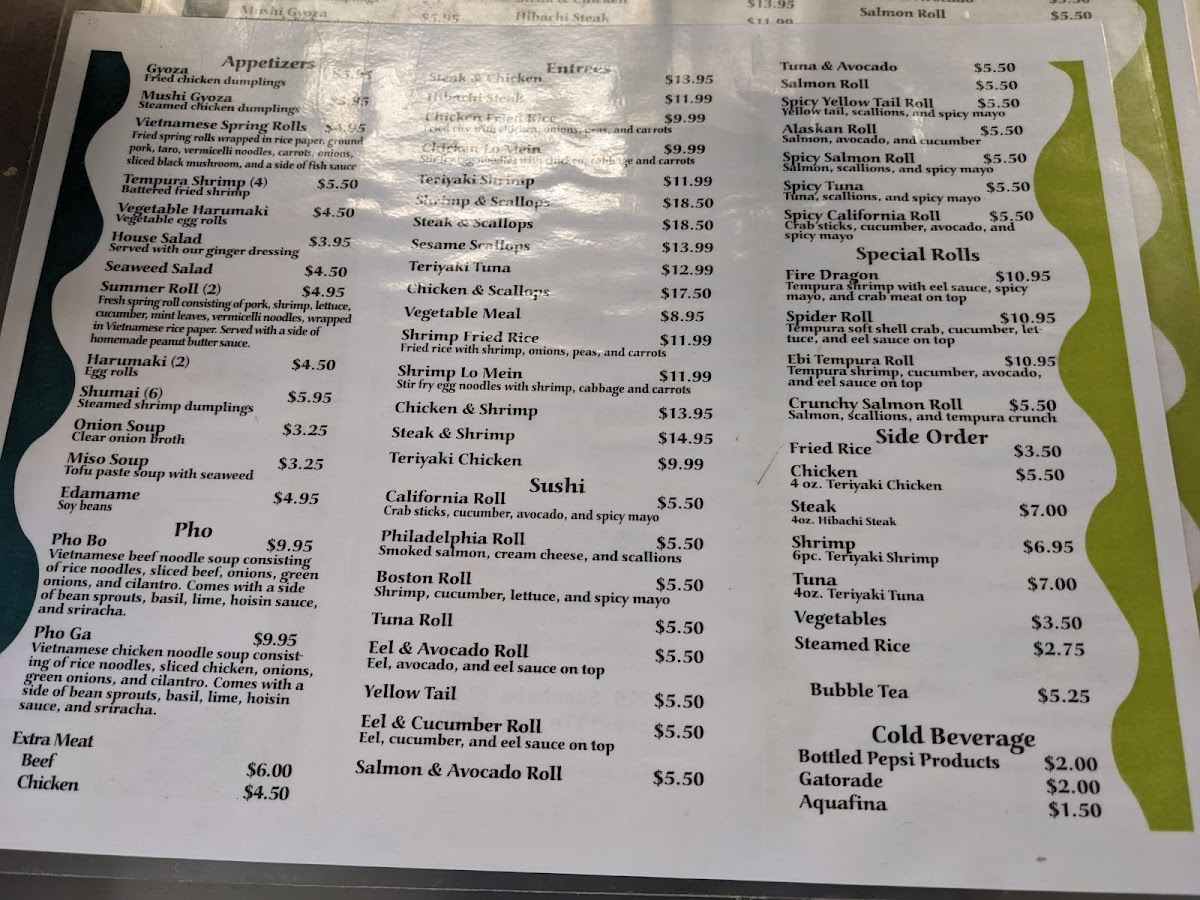 Mushi Gyoza $5.95 Hibachi Steak $11.99
$13.95
Salmon Roll $5.50
Appetizers
Gyoza $5.95
Fried chicken dumplings
Mushi Gyoza $5.95
Steamed chicken dumplings
Vietnamese Spring Rolls $4.95
Fried spring rolls wrapped in rice paper, ground
pork, taro, vermicelli noodles, carrots, onions,
sliced black mushroom, and a side of fish sauce
Tempura Shrimp (4) $5.50
Battered fried shrimp
Vegetable Harumaki $4.50
Vegetable egg rolls
House Salad $3.95
Served with our ginger dressing
Seaweed Salad $4.50
Summer Roll (2) $4.95
Fresh spring roll consisting of pork, shrimp, lettuce,
cucumber, mint leaves, vermicelli noodles, wrapped
in Vietnamese rice paper. Served with a side of
homemade peanut butter sauce.
Harumaki (2) $4.50
Egg rolls
Shumai (6) $5.95
Steamed shrimp dumplings
Onion Soup $3.25
Clear onion broth
Miso Soup $3.25
Tofu paste soup with seaweed
Edamame $4.95
Soy beans
Pho
Pho Bo $9.95
Vietnamese beef noodle soup consisting
of rice noodles, sliced beef, onions, green
onions, and cilantro. Comes with a side
of bean sprouts, basil, lime, hoisin sauce,
and sriracha.
Pho Ga $9.95
Vietnamese chicken noodle soup consist-
ing of rice noodles, sliced chicken, onions,
green onions, and cilantro. Comes with a
side of bean sprouts, basil, lime, hoisin
sauce, and sriracha.
Extra Meat
Beef $6.00
Chicken $4.50
Entrees
Steak & Chicken $13.95
Hibachi Steak $11.99
Chicken Fried Rice $9.99
Fried rice with chicken, onions, peas, and carrots
Chicken Lo Mein $9.99
Stir fry egg noodles with chicken, cabbage and carrots
Teriyaki Shrimp $11.99
Shrimp & Scallops $18.50
Steak & Scallops $18.50
Sesame Scallops $13.99
Teriyaki Tuna $12.99
Chicken & Scallops $17.50
Vegetable Meal $8.95
Shrimp Fried Rice $11.99
Fried rice with shrimp, onions, peas, and carrots
Shrimp Lo Mein $11.99
Stir fry egg noodles with shrimp, cabbage and carrots
Chicken & Shrimp $13.95
Steak & Shrimp $14.95
Teriyaki Chicken $9.99
Sushi
California Roll $5.50
Crab sticks, cucumber, avocado, and spicy mayo
Philadelphia Roll $5.50
Smoked salmon, cream cheese, and scallions
Boston Roll $5.50
Shrimp, cucumber, lettuce, and spicy mayo
Tuna Roll $5.50
Eel & Avocado Roll $5.50
Eel, avocado, and eel sauce on top
Yellow Tail $5.50
Eel & Cucumber Roll $5.50
Eel, cucumber, and eel sauce on top
Salmon & Avocado Roll $5.50
Tuna & Avocado $5.50
Salmon Roll $5.50
Spicy Yellow Tail Roll $5.50
Yellow tail, scallions, and spicy mayo
Alaskan Roll $5.50
Salmon, avocado, and cucumber
Spicy Salmon Roll $5.50
Salmon, scallions, and spicy mayo
Spicy Tuna $5.50
Tuna, scallions, and spicy mayo
Spicy California Roll $5.50
Crab sticks, cucumber, avocado, and
spicy mayo
Special Rolls
Fire Dragon $10.95
Tempura shrimp with eel sauce, spicy
mayo, and crab meat on top
Spider Roll $10.95
Tempura soft shell crab, cucumber, let-
tuce, and eel sauce on top
Ebi Tempura Roll $10.95
Tempura shrimp, cucumber, avocado,
and eel sauce on top
Crunchy Salmon Roll $5.50
Salmon, scallions, and tempura crunch
Side Order
Fried Rice $3.50
Chicken $5.50
4 oz. Teriyaki Chicken
Steak $7.00
4oz. Hibachi Steak
Shrimp $6.95
6pc. Teriyaki Shrimp
Tuna $7.00
4oz. Teriyaki Tuna
Vegetables $3.50
Steamed Rice $2.75
Bubble Tea $5.25
Cold Beverage
Bottled Pepsi Products $2.00
Gatorade $2.00
Aquafina $1.50